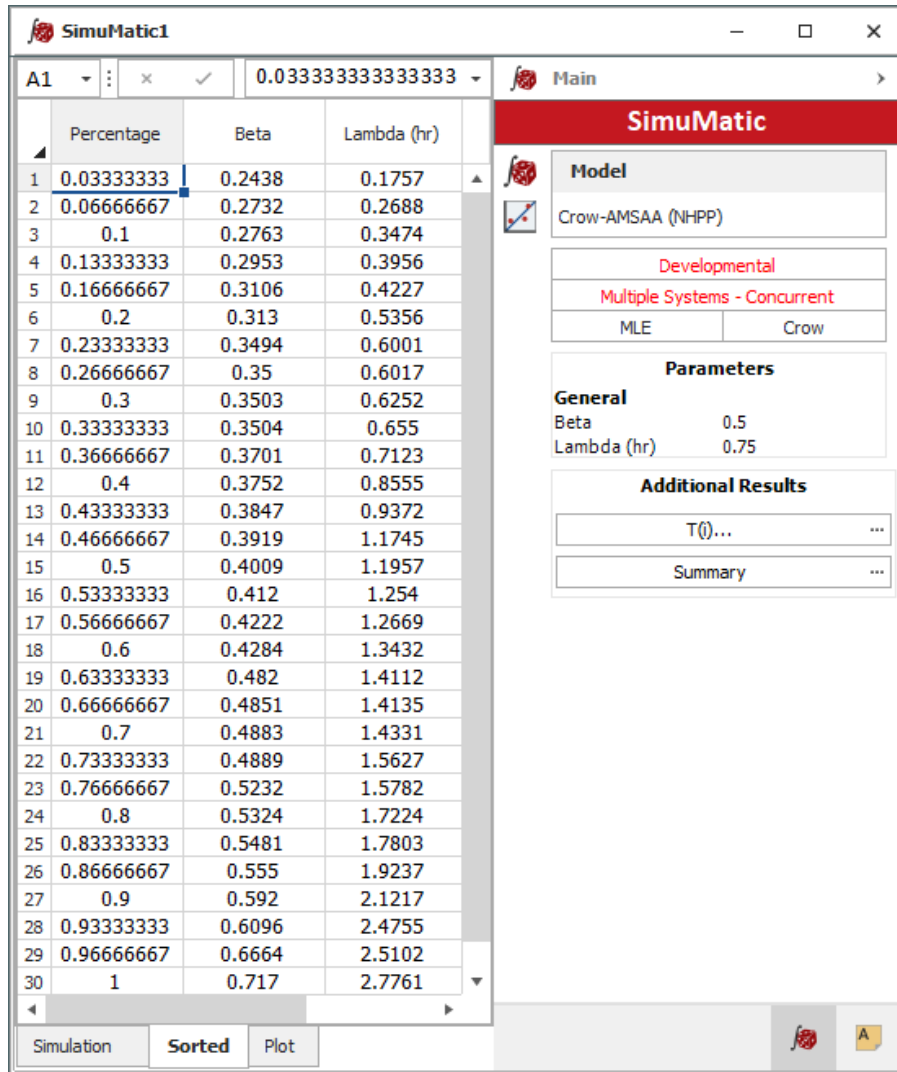 SimuMatic1
A1 0.033333333333333
Percentage Beta Lambda (hr)
1 0.03333333 0.2438 0.1757
2 0.06666667 0.2732 0.2688
3 0.1 0.2763 0.3474
4 0.13333333 0.2953 0.3956
5 0.16666667 0.3106 0.4227
6 0.2 0.313 0.5356
7 0.23333333 0.3494 0.6001
8 0.26666667 0.35 0.6017
9 0.3 0.3503 0.6252
10 0.33333333 0.3504 0.655
11 0.36666667 0.3701 0.7123
12 0.4 0.3752 0.8555
13 0.43333333 0.3847 0.9372
14 0.46666667 0.3919 1.1745
15 0.5 0.4009 1.1957
16 0.53333333 0.412 1.254
17 0.56666667 0.4222 1.2669
18 0.6 0.4284 1.3432
19 0.63333333 0.482 1.4112
20 0.66666667 0.4851 1.4135
21 0.7 0.4883 1.4331
22 0.73333333 0.4889 1.5627
23 0.76666667 0.5232 1.5782
24 0.8 0.5324 1.7224
25 0.83333333 0.5481 1.7803
26 0.86666667 0.555 1.9237
27 0.9 0.592 2.1217
28 0.93333333 0.6096 2.4755
29 0.96666667 0.6664 2.5102
30 1 0.717 2.7761
Simulation Sorted Plot
Main
SimuMatic
Model
Crow-AMSAA (NHPP)
Developmental
Multiple Systems - Concurrent
MLE Crow
Parameters
General
Beta 0.5
Lambda (hr) 0.75
Additional Results
T(i)... ...
Summary ...
A